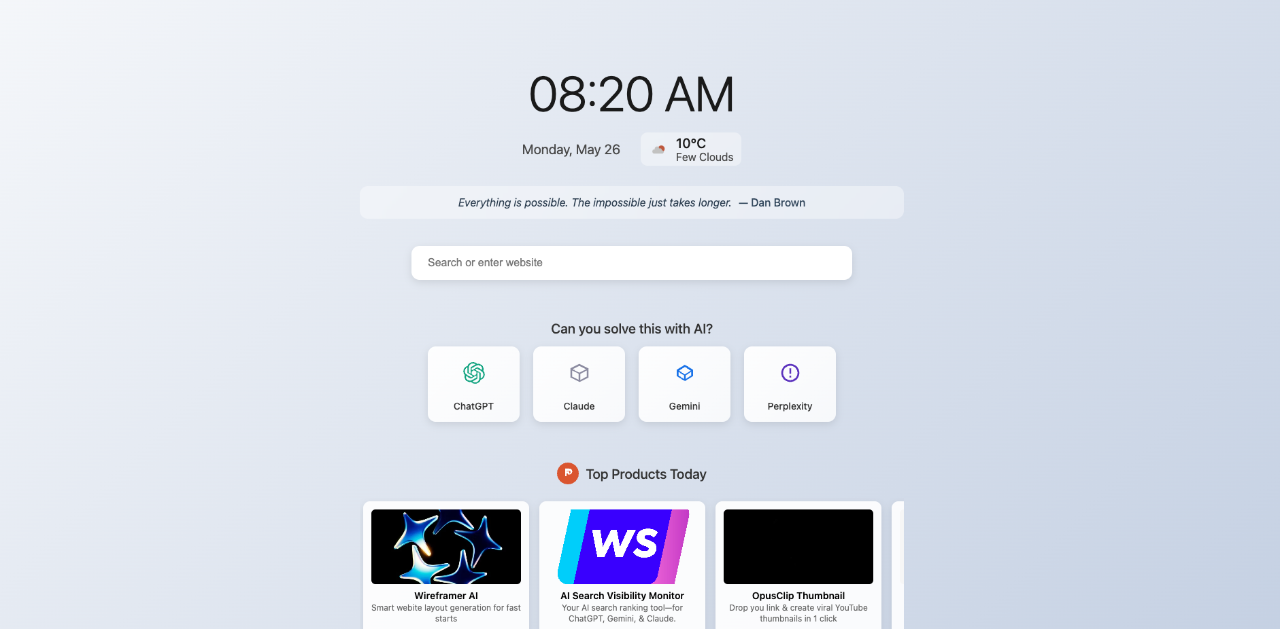 08:20 AM
Monday, May 26
10°C
Few Clouds
Everything is possible. The impossible just takes longer. — Dan Brown
Search or enter website
Can you solve this with AI?
ChatGPT
Claude
Gemini
Perplexity
Top Products Today
WS
Wireframer AI
Smart webite layout generation for fast
starts
AI Search Visibility Monitor
Your AI search ranking tool—for
ChatGPT, Gemini, & Claude.
OpusClip Thumbnail
Drop you link & create viral YouTube
thumbnails in 1 click